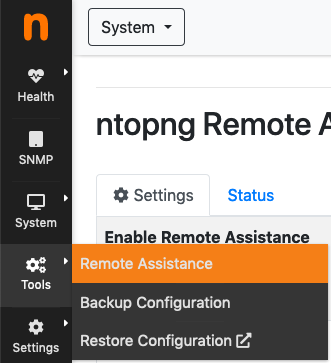 n
System
Health
ntopng Remote
SNMP
Settings Status
System
Enable Remote Assistance
Remote Assistance
Tools
Backup Configuration
Restore Configuration
Settings